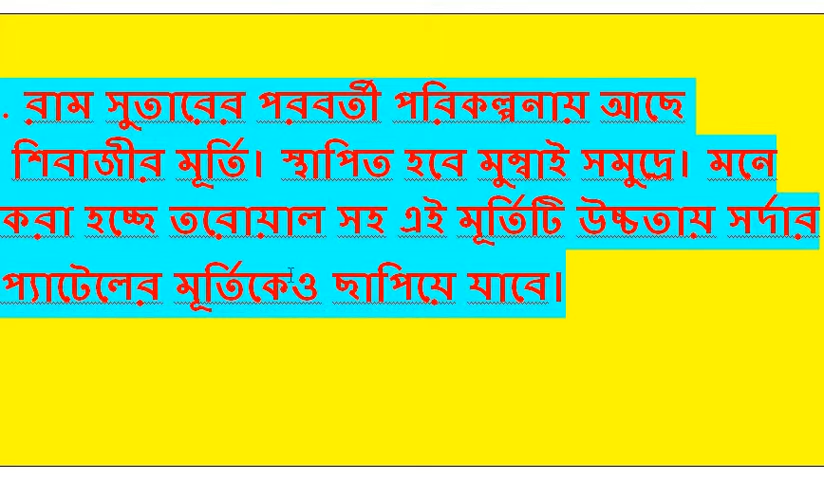 . রাম সুতারের পরবর্তী পরিকল্পনায় আছে
শিবাজীর মূর্তি। স্থাপিত হবে মুম্বাই সমুদ্রে। মনে
করা হচ্ছে তরোয়াল সহ এই মূর্তিটি উচ্চতায় সর্দার
প্যাটেলের মূর্তিকেও ছাপিয়ে যাবে।